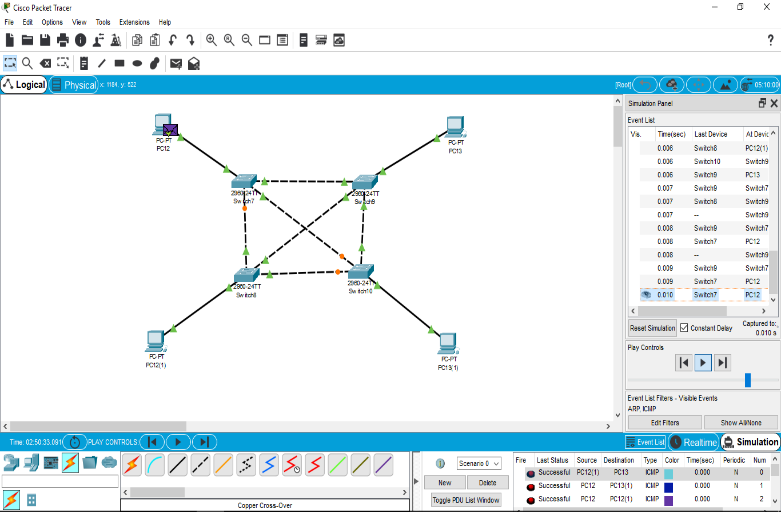 Cisco Packet Tracer
File Edit Options View Tools Extensions Help
?
Logical Physical x: 1184, y: 522 [Root] 05:10:00
Simulation Panel
Event List
Vis. Time(sec) Last Device At Devic
0.006 Switch8 PC12(1)
0.006 Switch10 Switch9
0.006 Switch9 PC13
0.007 Switch9 Switch7
0.007 Switch8 Switch9
0.007 -- Switch9
0.008 Switch9 Switch7
0.008 Switch7 PC12
0.008 -- Switch9
0.009 Switch9 Switch7
0.009 Switch7 PC12
0.010 Switch7 PC12
Reset Simulation Constant Delay Captured to:
0.010 s
Play Controls
Event List Filters - Visible Events
ARP, ICMP
Edit Filters Show All/None
PC-PT
PC12
PC-PT
PC13
2960-24TT
Switch7
2960-24TT
Switch9
2960-24TT
Switch8
2960-24TT
Switch10
PC-PT
PC12(1)
PC-PT
PC13(1)
Time: 02:50:33.091 PLAY CONTROLS: Event List Realtime Simulation
Scenario 0
New Delete
Toggle PDU List Window
Fire Last Status Source Destination Type Color Time(sec) Periodic Num
Successful PC12(1) PC13 ICMP 0.000 N 0
Successful PC12 PC13(1) ICMP 0.000 N 1
Successful PC12 PC12(1) ICMP 0.000 N 2
Copper Cross-Over